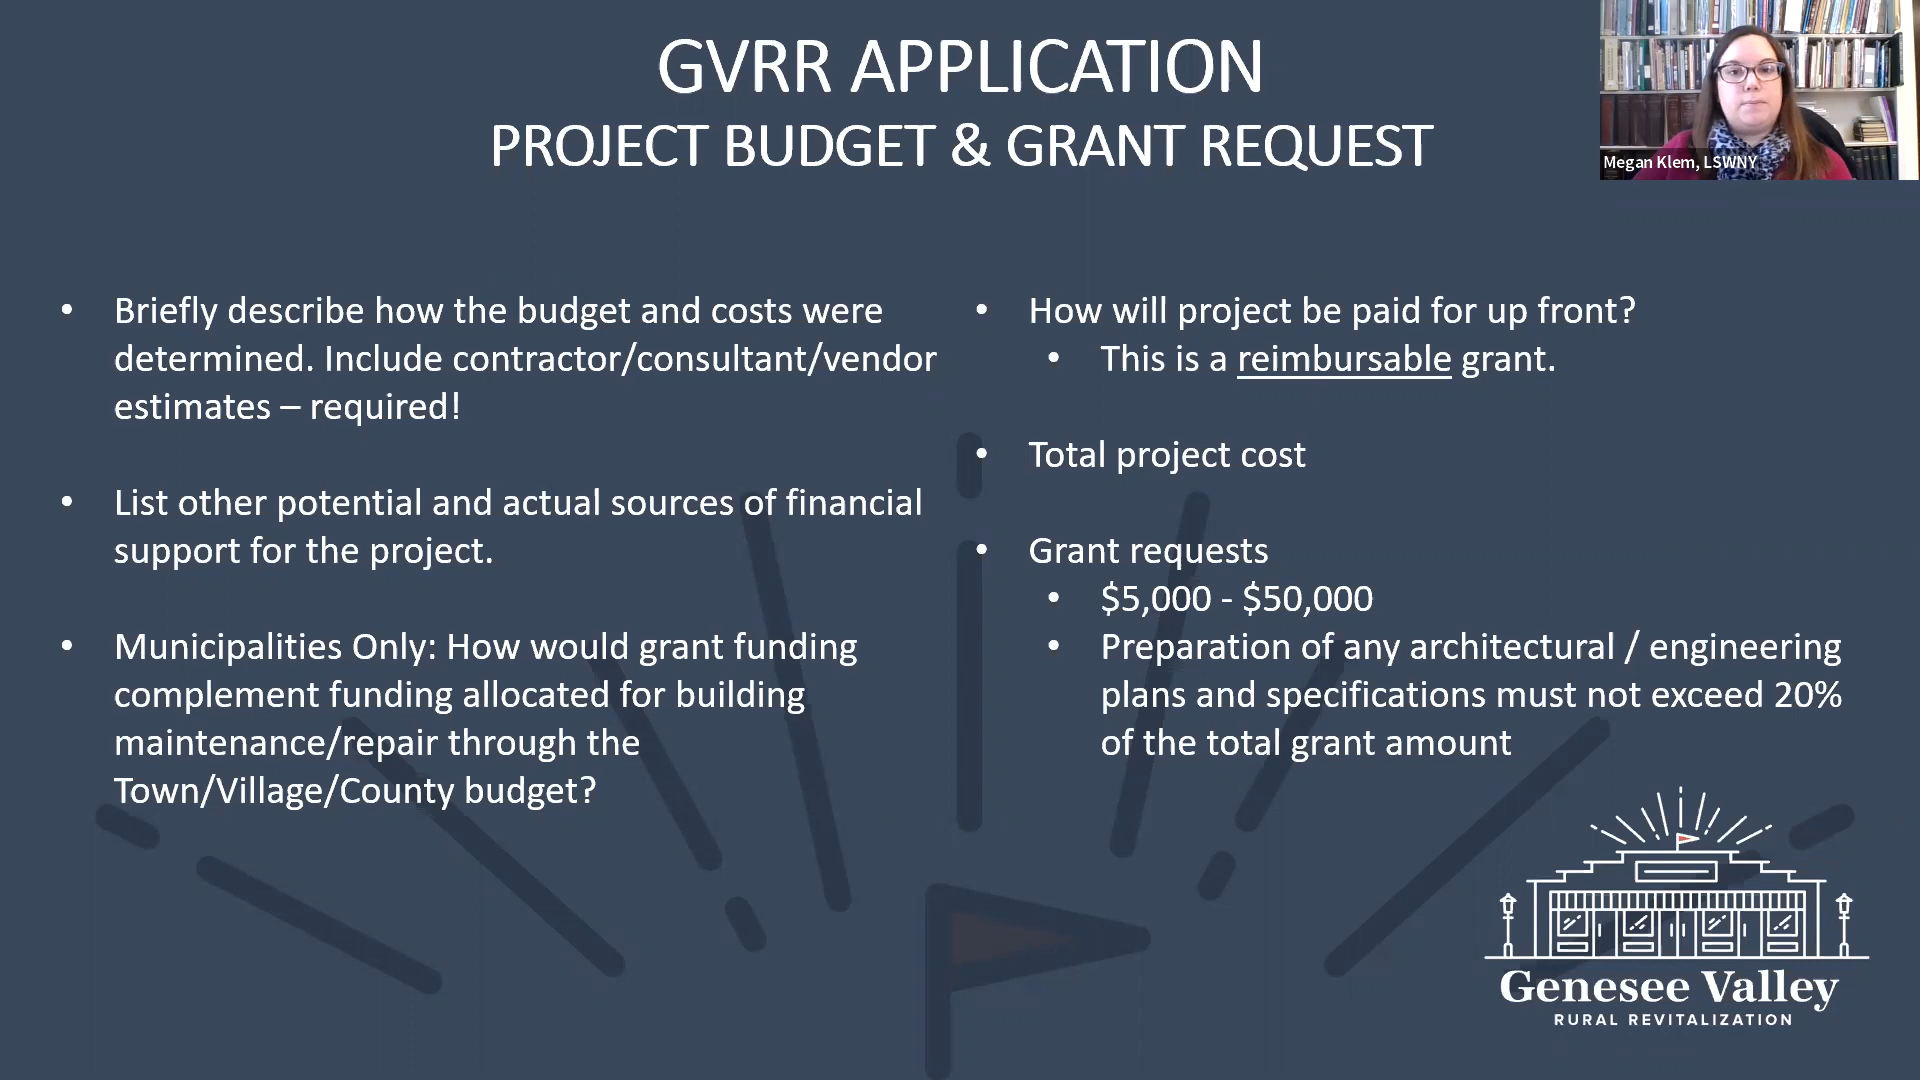 GVRR APPLICATION
PROJECT BUDGET & GRANT REQUEST
Megan Klem, LSWNY
• Briefly describe how the budget and costs were
determined. Include contractor/consultant/vendor
estimates – required!
• List other potential and actual sources of financial
support for the project.
• Municipalities Only: How would grant funding
complement funding allocated for building
maintenance/repair through the
Town/Village/County budget?
• How will project be paid for up front?
• This is a reimbursable grant.
• Total project cost
• Grant requests
• $5,000 - $50,000
• Preparation of any architectural / engineering
plans and specifications must not exceed 20%
of the total grant amount
Genesee Valley
RURAL REVITALIZATION